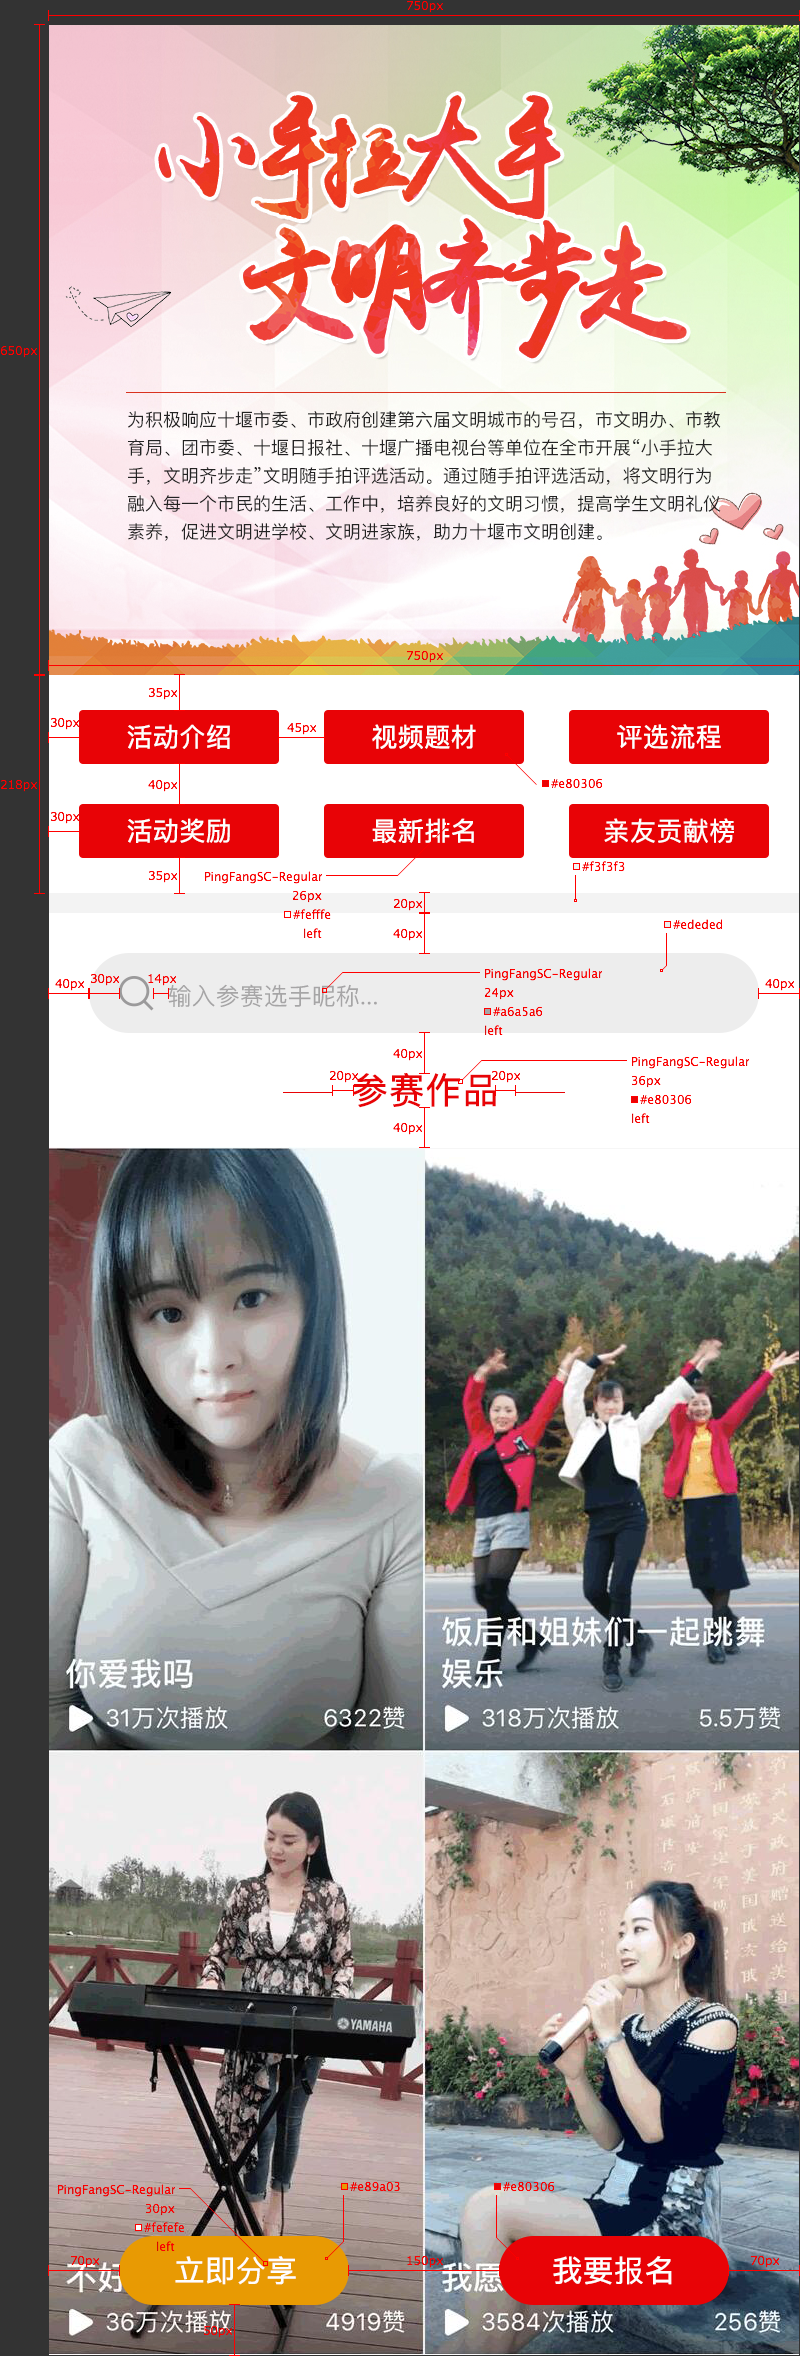 750px
小手拉大手
文明齐步走
650px
为积极响应十堰市委、市政府创建第六届文明城市的号召，市文明办、市教
育局、团市委、十堰日报社、十堰广播电视台等单位在全市开展“小手拉大
手，文明齐步走”文明随手拍评选活动。通过随手拍评选活动，将文明行为
融入每一个市民的生活、工作中，培养良好的文明习惯，提高学生文明礼仪
素养，促进文明进学校、文明进家族，助力十堰市文明创建。
750px
35px
30px
活动介绍
45px
视频题材
评选流程
218px
40px
#e80306
30px
活动奖励
最新排名
亲友贡献榜
35px
PingFangSC-Regular
26px
#fefffe
left
#f3f3f3
20px
40px
#ededed
40px
30px
14px
输入参赛选手昵称...
PingFangSC-Regular
24px
#a6a5a6
left
40px
40px
20px
参赛作品
20px
PingFangSC-Regular
36px
#e80306
left
40px
你爱我吗
31万次播放
6322赞
饭后和姐妹们一起跳舞
娱乐
318万次播放
5.5万赞
YAMAHA
PingFangSC-Regular
30px
#fefefe
left
#e89a03
#e80306
70px
不好
立即分享
150px
我愿
我要报名
70px
36万次播放
4919赞
3584次播放
256赞